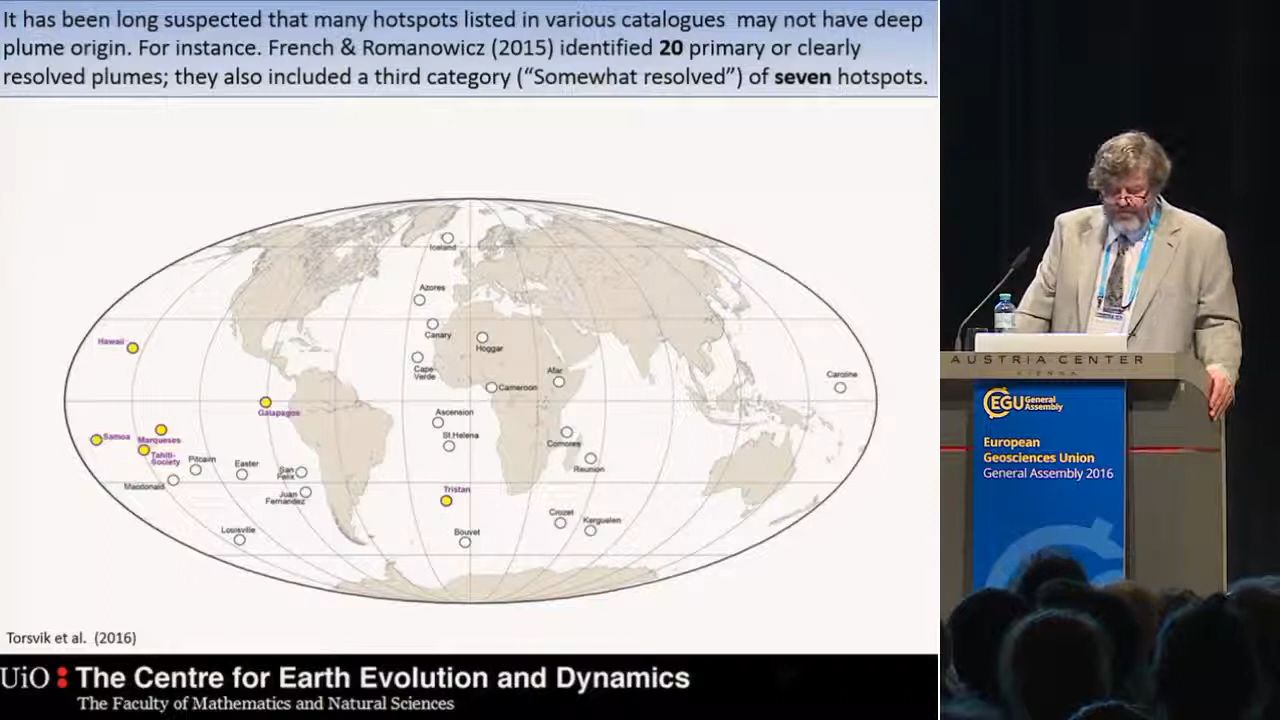 It has been long suspected that many hotspots listed in various catalogues may not have deep
plume origin. For instance. French & Romanowicz (2015) identified 20 primary or clearly
resolved plumes; they also included a third category (“Somewhat resolved”) of seven hotspots.
Iceland
Azores
Canary
Hawaii
Hoggar
Cape
Verde
Afar
Caroline
Cameroon
Galapagos
Ascension
Samoa
Marqueses
St.Helena
Comores
Tahiti-
Society
Pitcairn
Easter
San
Felix
Reunion
Macdonald
Juan
Fernandez
Tristan
Crozet
Kerguelen
Louisville
Bouvet
Torsvik et al. (2016)
UiO : The Centre for Earth Evolution and Dynamics
The Faculty of Mathematics and Natural Sciences
AUSTRIA CENTER
VIENNA
EGU General
Assembly
European
Geosciences Union
General Assembly 2016